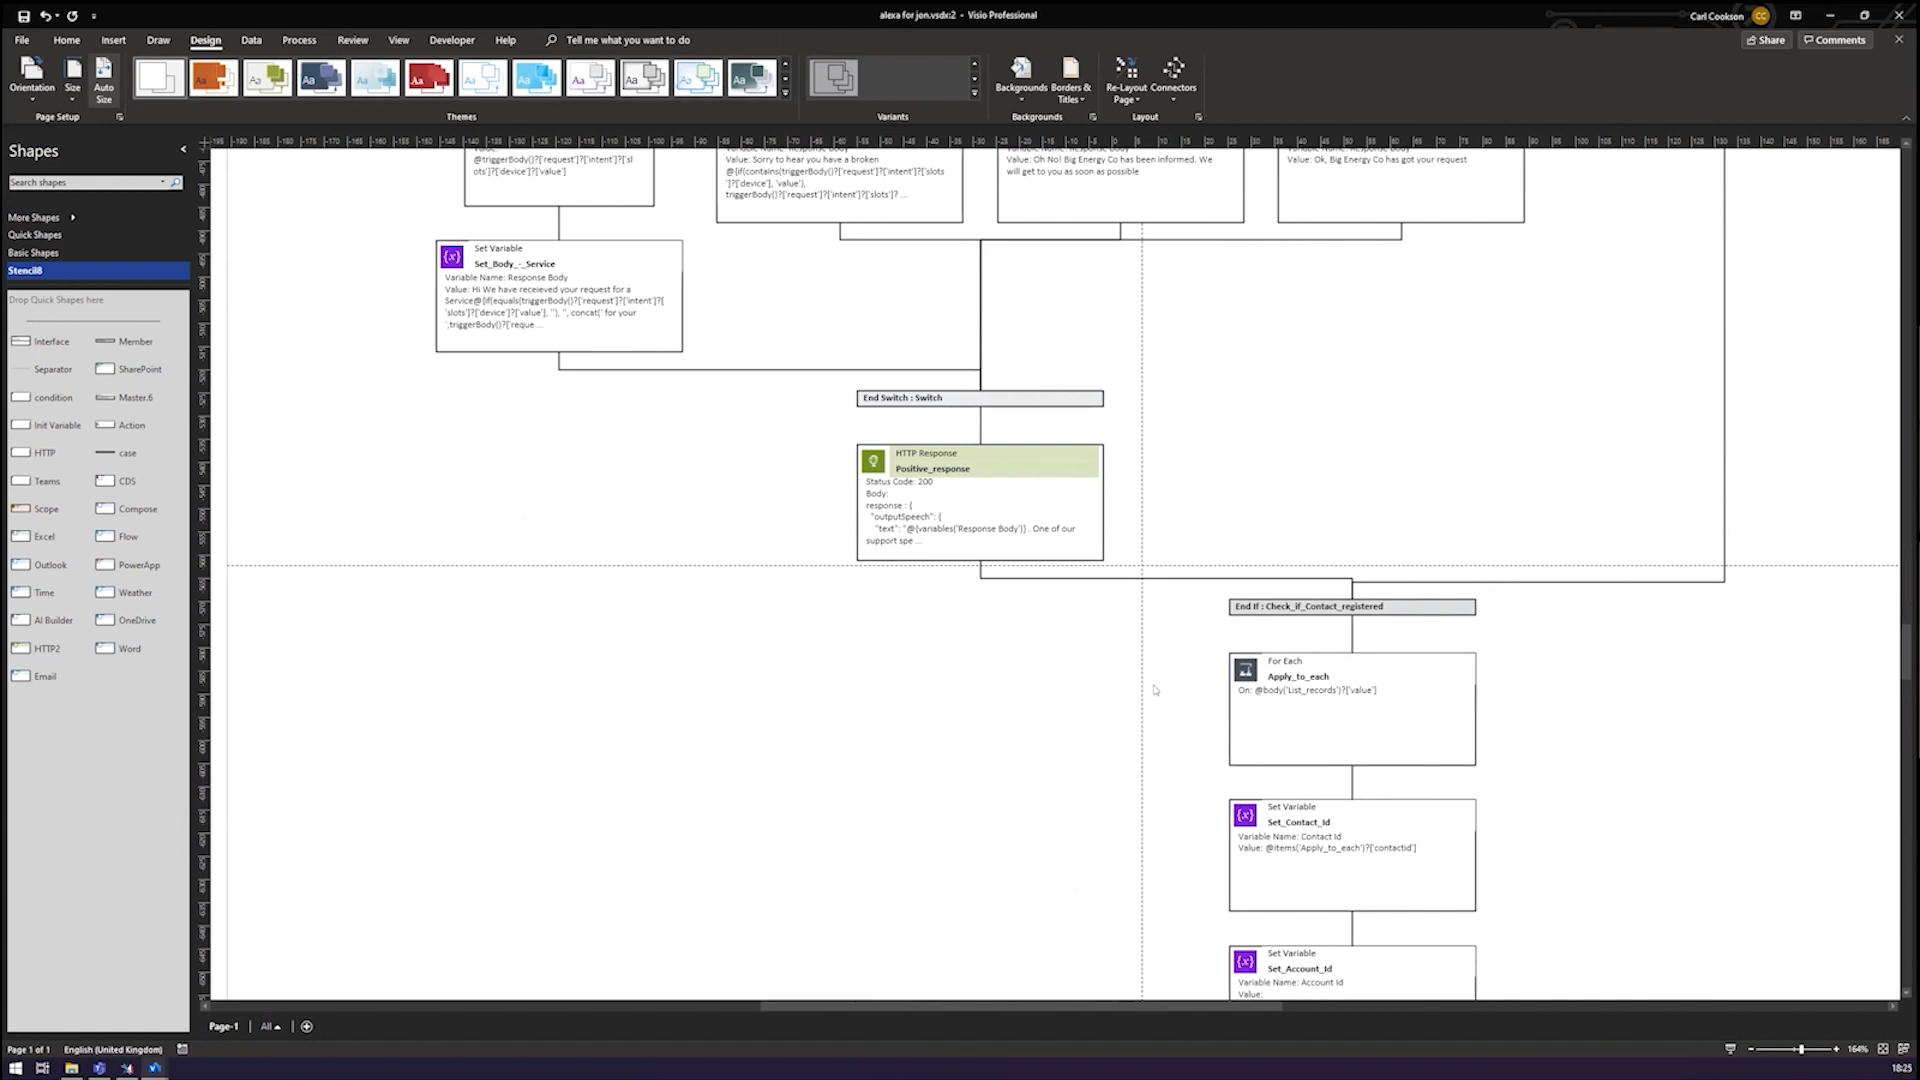 alexa for jon.vsdx:2 - Visio Professional
Carl Cookson
CC
File
Home
Insert
Draw
Design
Data
Process
Review
View
Developer
Help
Tell me what you want to do
Share
Comments
Orientation
Size
Auto
Size
Page Setup
Themes
Variants
Backgrounds
Borders &
Titles
Backgrounds
Re-Layout
Page
Connectors
Layout
Shapes
Search shapes
More Shapes
Quick Shapes
Basic Shapes
Stencil8
Drop Quick Shapes here
Interface
Member
Separator
SharePoint
condition
Master.6
Init Variable
Action
HTTP
case
Teams
CDS
Scope
Compose
Excel
Flow
Outlook
PowerApp
Time
Weather
AI Builder
OneDrive
HTTP2
Word
Email
@triggerBody()?['request']?['intent']?['sl
ots']?['device']?['value']
Value: Sorry to hear you have a broken
@{if(contains(triggerBody()?['request']?['intent']?['slots
']?['device'], 'value'),
triggerBody()?['request']?['intent']?['slots']? ...
Value: Oh No! Big Energy Co has been informed. We
will get to you as soon as possible
Value: Ok, Big Energy Co has got your request
Set Variable
Set_Body_-_Service
Variable Name: Response Body
Value: Hi We have receieved your request for a
Service@{if(equals(triggerBody()?['request']?['intent']?[
'slots']?['device']?['value'], ''), '', concat(' for your
',triggerBody()?['reque ...
End Switch : Switch
HTTP Response
Positive_response
Status Code: 200
Body:
response : {
"outputSpeech": {
"text": "@{variables('Response Body')} . One of our
support spe ...
End If : Check_if_Contact_registered
For Each
Apply_to_each
On: @body('List_records')?['value']
Set Variable
Set_Contact_Id
Variable Name: Contact Id
Value: @items('Apply_to_each')?['contactid']
Set Variable
Set_Account_Id
Variable Name: Account Id
Value:
Page-1
All
Page 1 of 1
English (United Kingdom)
164%
18:25